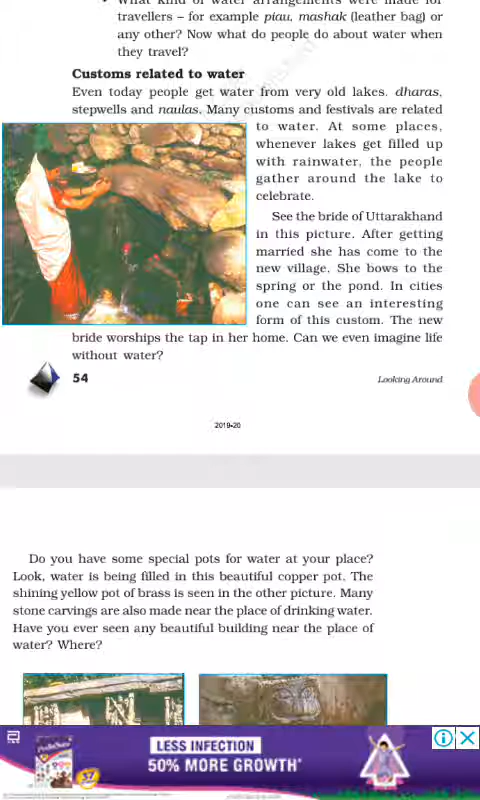 • What kind of water arrangements were made for
travellers – for example piau, mashak (leather bag) or
any other? Now what do people do about water when
they travel?
Customs related to water
Even today people get water from very old lakes. dharas,
stepwells and naulas. Many customs and festivals are related
to water. At some places,
whenever lakes get filled up
with rainwater, the people
gather around the lake to
celebrate.
See the bride of Uttarakhand
in this picture. After getting
married she has come to the
new village. She bows to the
spring or the pond. In cities
one can see an interesting
form of this custom. The new
bride worships the tap in her home. Can we even imagine life
without water?
54
Looking Around
2019-20
Do you have some special pots for water at your place?
Look, water is being filled in this beautiful copper pot. The
shining yellow pot of brass is seen in the other picture. Many
stone carvings are also made near the place of drinking water.
Have you ever seen any beautiful building near the place of
water? Where?
LESS INFECTION
50% MORE GROWTH*